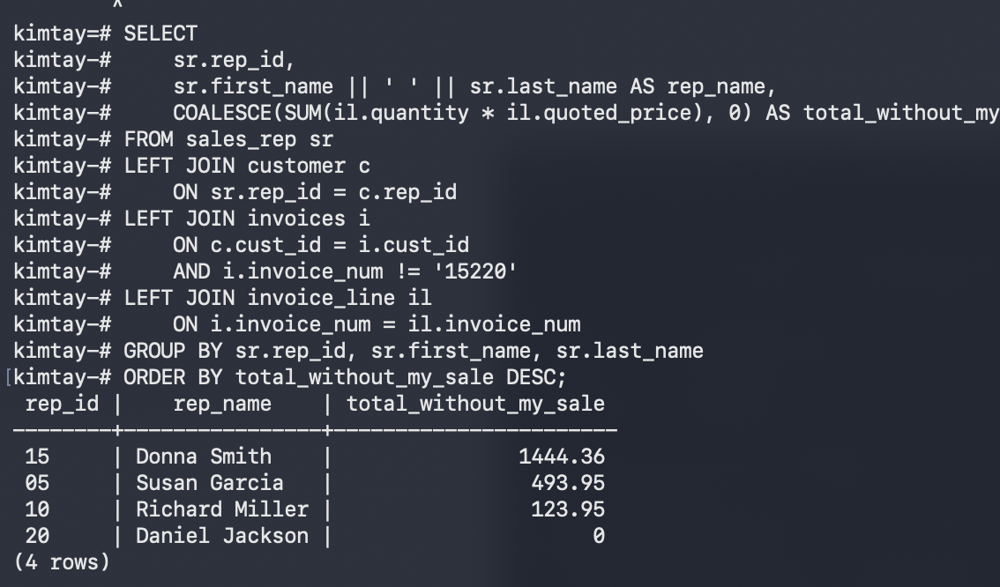 ^
kimtay=# SELECT
kimtay-#     sr.rep_id,
kimtay-#     sr.first_name || ' ' || sr.last_name AS rep_name,
kimtay-#     COALESCE(SUM(il.quantity * il.quoted_price), 0) AS total_without_my
kimtay-# FROM sales_rep sr
kimtay-# LEFT JOIN customer c
kimtay-#     ON sr.rep_id = c.rep_id
kimtay-# LEFT JOIN invoices i
kimtay-#     ON c.cust_id = i.cust_id
kimtay-#     AND i.invoice_num != '15220'
kimtay-# LEFT JOIN invoice_line il
kimtay-#     ON i.invoice_num = il.invoice_num
kimtay-# GROUP BY sr.rep_id, sr.first_name, sr.last_name
[kimtay-# ORDER BY total_without_my_sale DESC;
 rep_id |    rep_name    | total_without_my_sale
--------+----------------+-----------------------
 15     | Donna Smith    |               1444.36
 05     | Susan Garcia   |                493.95
 10     | Richard Miller |                123.95
 20     | Daniel Jackson |                     0
(4 rows)